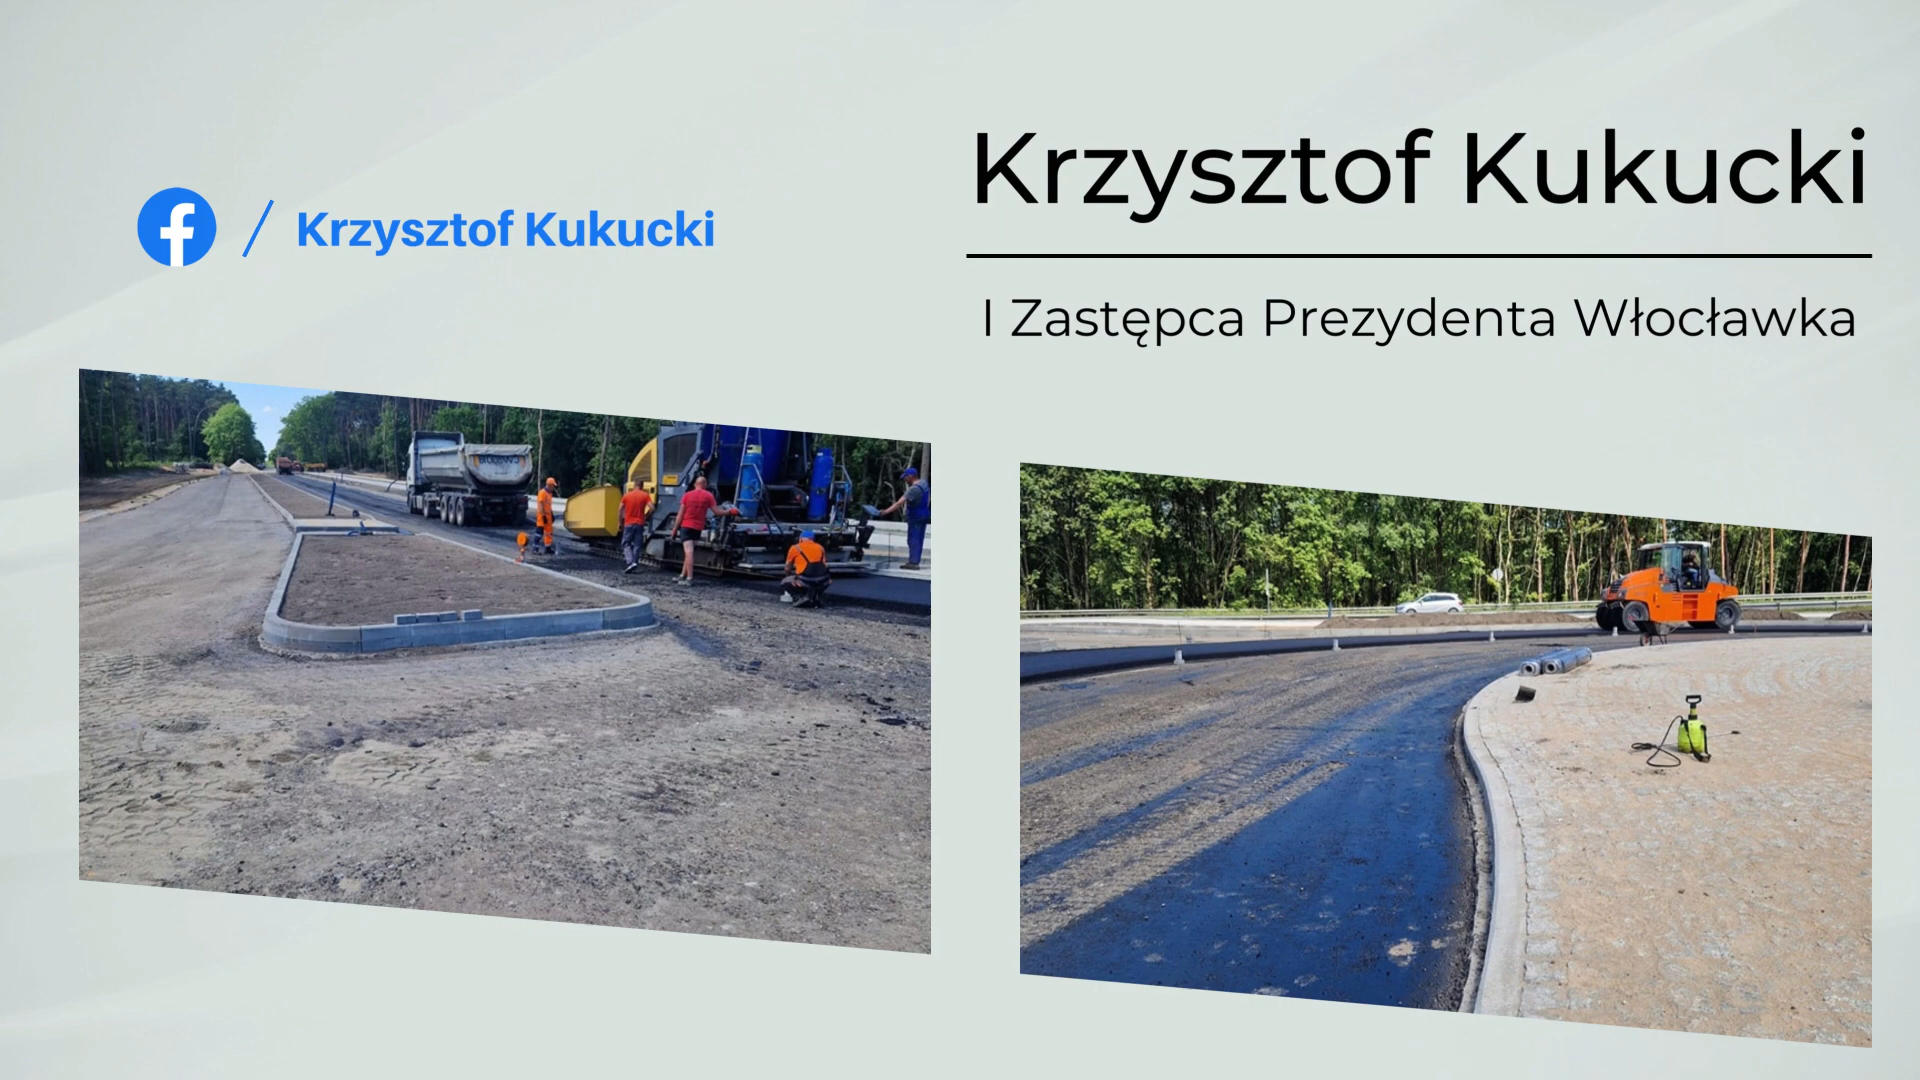 Krzysztof Kukucki
I Zastępca Prezydenta Włocławka
/ Krzysztof Kukucki